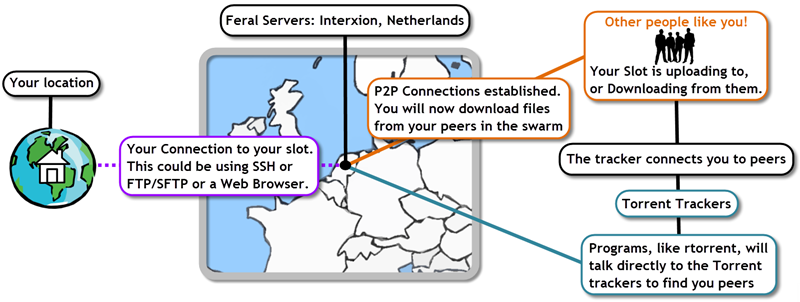 Feral Servers: Interxion, Netherlands
Other people like you!
Your Slot is uploading to,
or Downloading from them.
Your location
P2P Connections established.
You will now download files
from your peers in the swarm
Your Connection to your slot.
This could be using SSH or
FTP/SFTP or a Web Browser.
The tracker connects you to peers
Torrent Trackers
Programs, like rtorrent, will
talk directly to the Torrent
trackers to find you peers